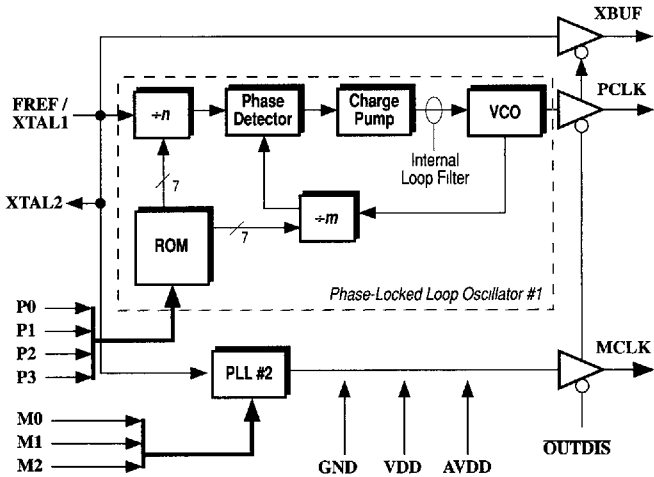 XBUF
FREF /
XTAL1
÷n
Phase
Detector
Charge
Pump
VCO
PCLK
Internal
Loop Filter
7
XTAL2
÷m
ROM
7
Phase-Locked Loop Oscillator #1
P0
P1
P2
P3
PLL #2
MCLK
M0
M1
M2
GND
VDD
AVDD
OUTDIS